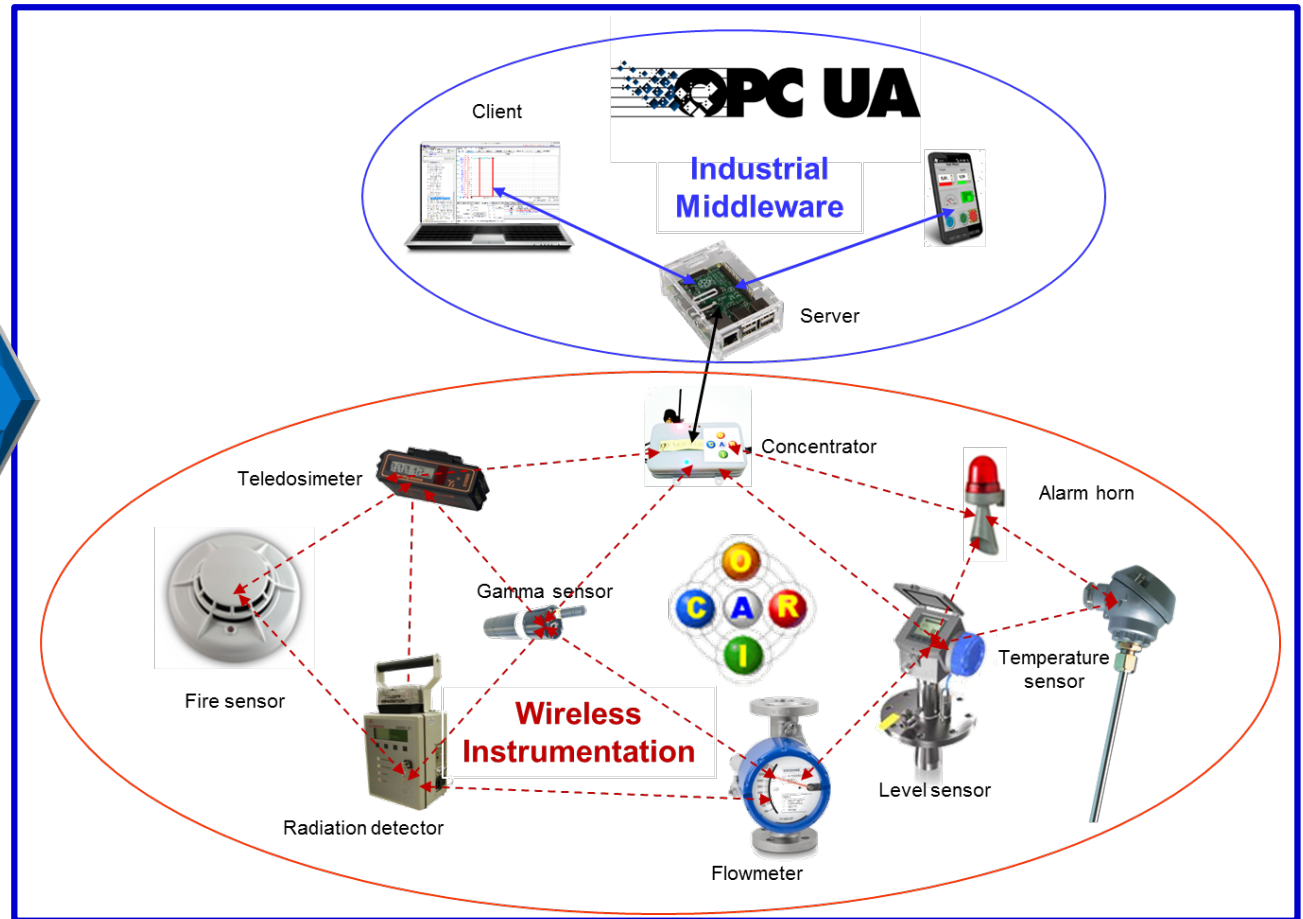 OPC UA
Client
Industrial
Middleware
Server
Concentrator
Teledosimeter
Alarm horn
Gamma sensor
O
C A R
I
Temperature
sensor
Fire sensor
Wireless
Instrumentation
Level sensor
Radiation detector
Flowmeter